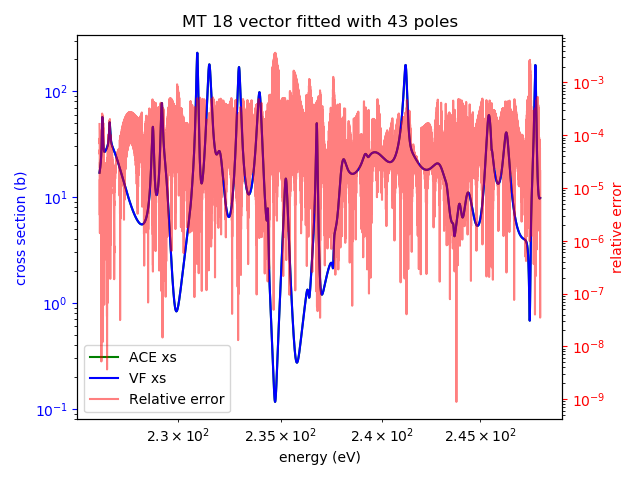 MT 18 vector fitted with 43 poles
cross section (b)
10²
10¹
10⁰
10⁻¹
10⁻³
10⁻⁴
10⁻⁵
10⁻⁶
10⁻⁷
10⁻⁸
10⁻⁹
relative error
ACE xs
VF xs
Relative error
2.3 × 10² 2.35 × 10² 2.4 × 10² 2.45 × 10²
energy (eV)